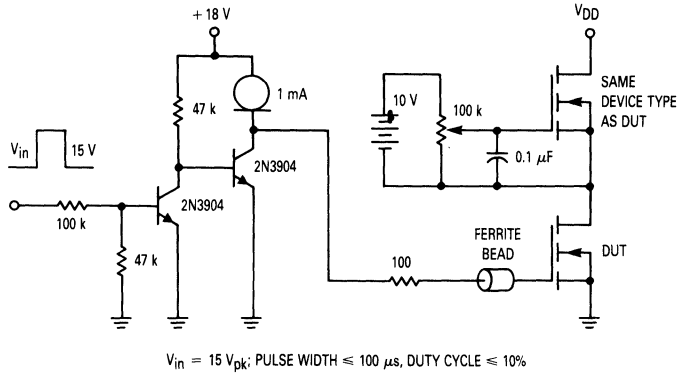 + 18 V
VDD
1 mA
47 k
10 V
100 k
SAME
DEVICE TYPE
AS DUT
0.1 μF
Vin
15 V
2N3904
2N3904
100 k
47 k
100
FERRITE
BEAD
DUT
Vin = 15 Vpk; PULSE WIDTH ≤ 100 μs, DUTY CYCLE ≤ 10%